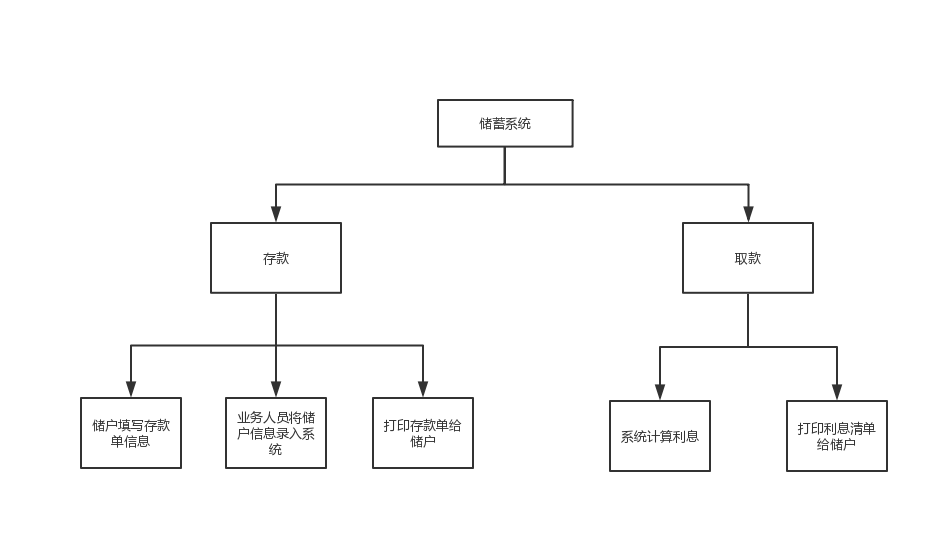 储蓄系统
存款
取款
储户填写存款
单信息
业务人员将储
户信息录入系
统
打印存款单给
储户
系统计算利息
打印利息清单
给储户